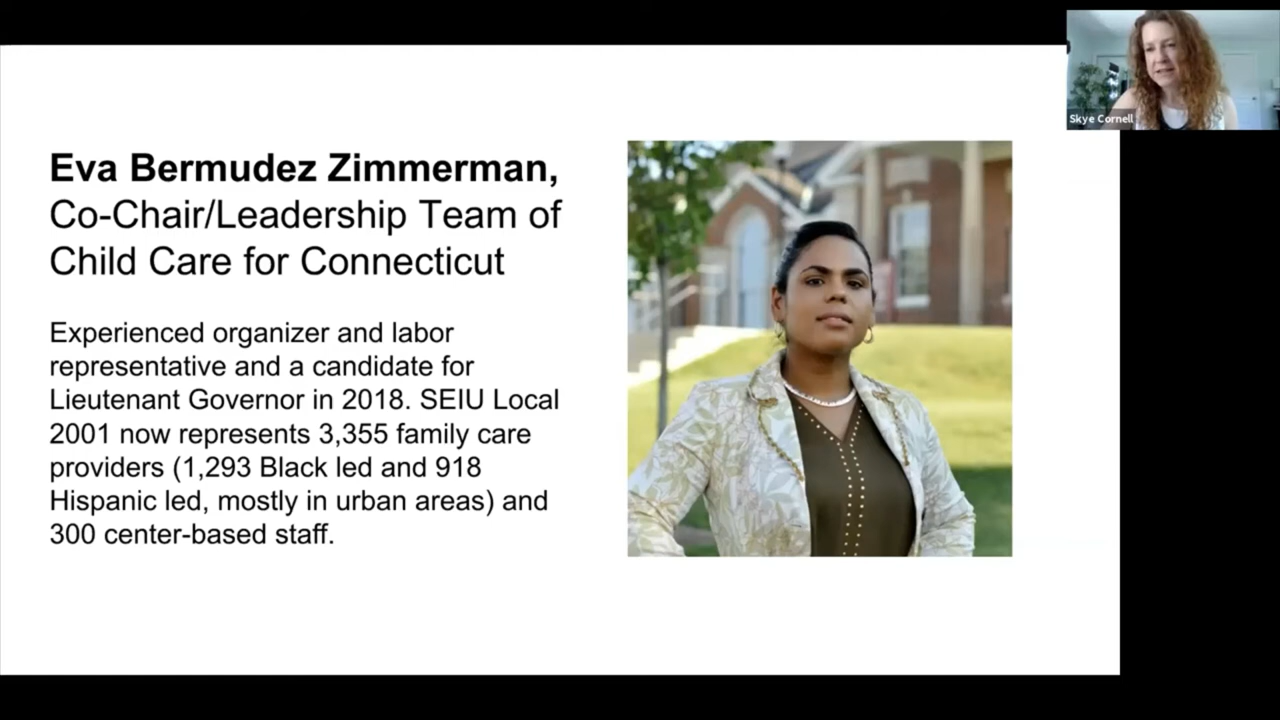 Skye Cornell
Eva Bermudez Zimmerman,
Co-Chair/Leadership Team of
Child Care for Connecticut
Experienced organizer and labor
representative and a candidate for
Lieutenant Governor in 2018. SEIU Local
2001 now represents 3,355 family care
providers (1,293 Black led and 918
Hispanic led, mostly in urban areas) and
300 center-based staff.